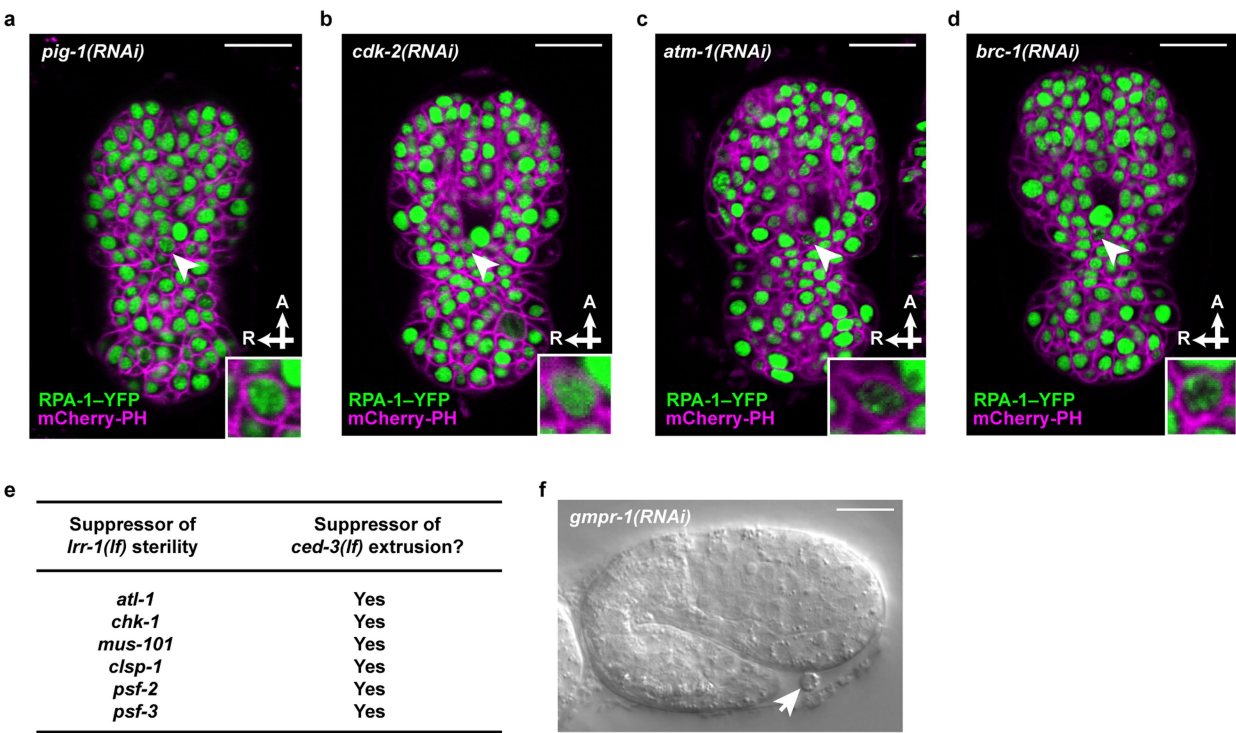 a
b
c
d
pig-1(RNAi)
cdk-2(RNAi)
atm-1(RNAi)
brc-1(RNAi)
A
R
A
R
A
R
A
R
RPA-1–YFP
mCherry-PH
RPA-1–YFP
mCherry-PH
RPA-1–YFP
mCherry-PH
RPA-1–YFP
mCherry-PH
e
Suppressor of
lrr-1(lf) sterility
Suppressor of
ced-3(lf) extrusion?
atl-1 Yes
chk-1 Yes
mus-101 Yes
clsp-1 Yes
psf-2 Yes
psf-3 Yes
f
gmpr-1(RNAi)